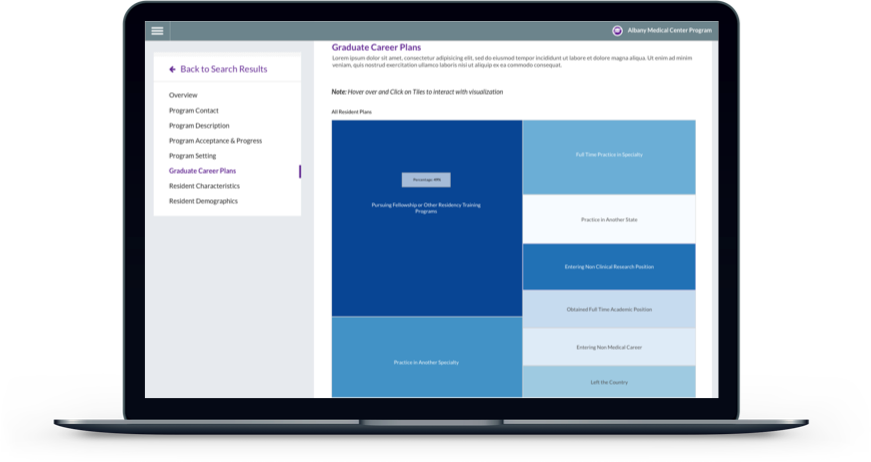 Albany Medical Center Program
Back to Search Results
Overview
Program Contact
Program Description
Program Acceptance & Progress
Program Setting
Graduate Career Plans
Resident Characteristics
Resident Demographics
Graduate Career Plans
Lorem ipsum dolor sit amet, consectetur adipisicing elit, sed do eiusmod tempor incididunt ut labore et dolore magna aliqua. Ut enim ad minim
veniam, quis nostrud exercitation ullamco laboris nisi ut aliquip ex ea commodo consequat.
Note: Hover over and Click on Tiles to Interact with visualization
All Resident Plans
Percentage:
Pursuing Fellowship or Other Residency Training
Programs
Practice in Another Specialty
Full Time Practice in Specialty
Practice in Another State
Entering Non Clinical Research Position
Obtained Full Time Academic Position
Entering Non Medical Career
Left the Country